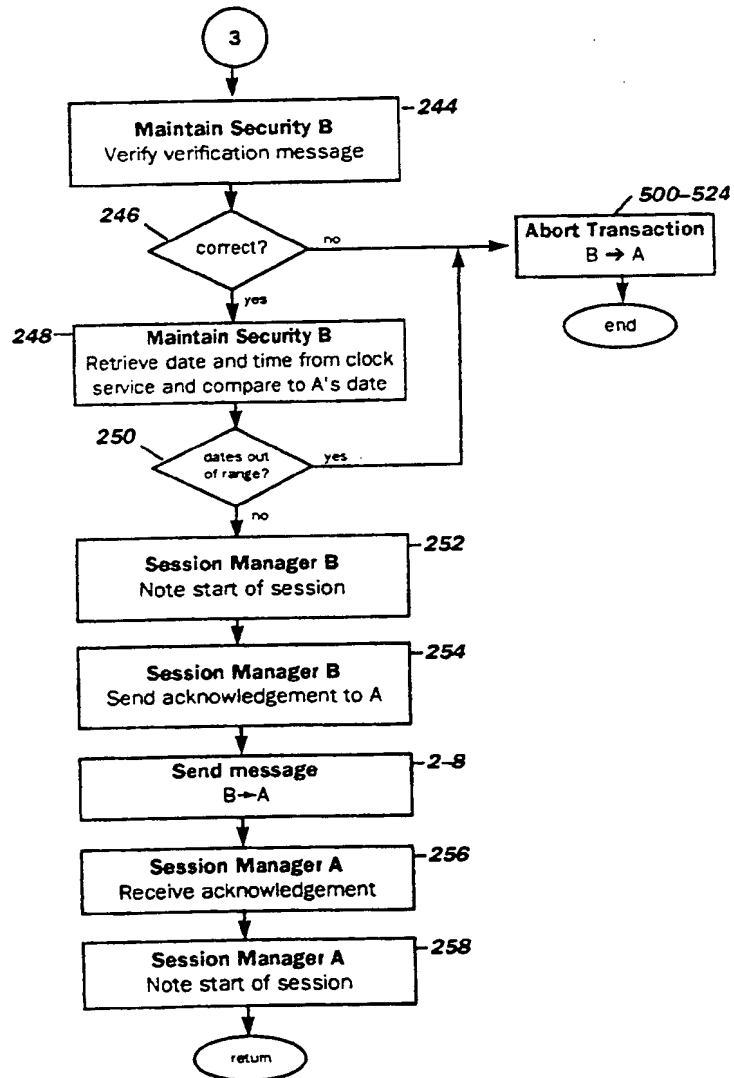 3
244
Maintain Security B
Verify verification message
246
correct?
no
yes
500-524
Abort Transaction
B → A
end
248
Maintain Security B
Retrieve date and time from clock
service and compare to A's date
250
dates out
of range?
yes
no
252
Session Manager B
Note start of session
254
Session Manager B
Send acknowledgement to A
2-8
Send message
B→A
256
Session Manager A
Receive acknowledgement
258
Session Manager A
Note start of session
return